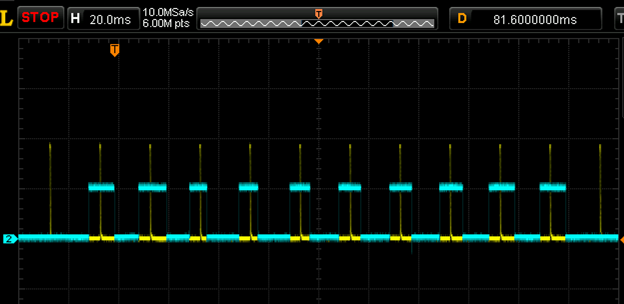 L STOP H 20.0ms 10.0MSa/s T D 81.6000000ms T
6.00M pts
T
2